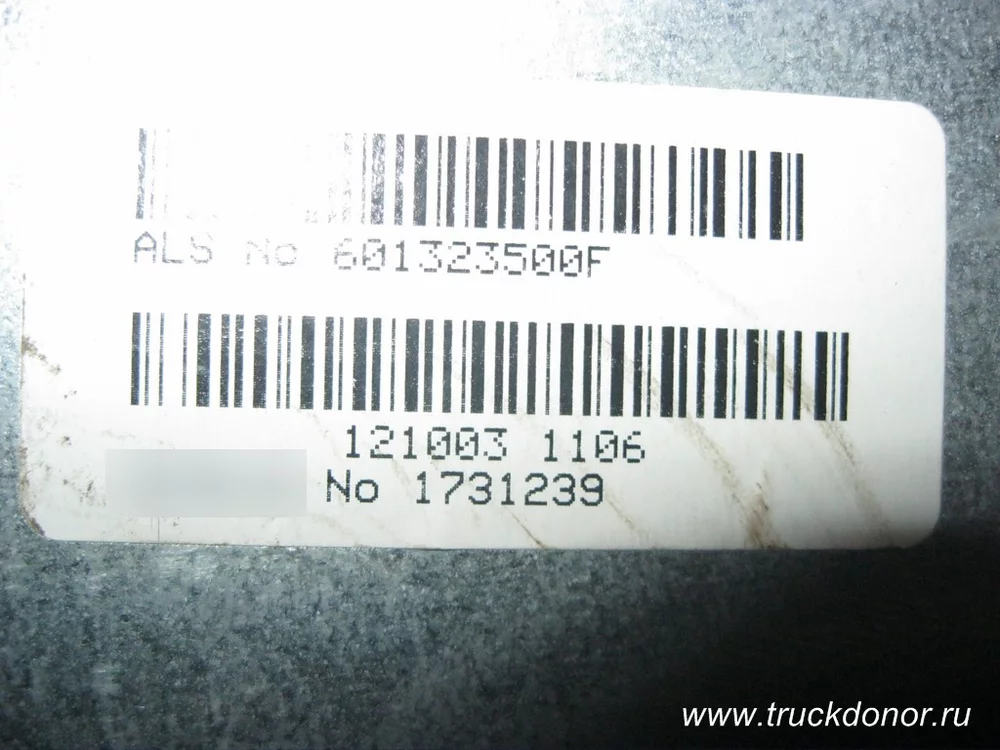 ALS No 601323500F
121003 1106
No 1731239
www.truckdonor.ru